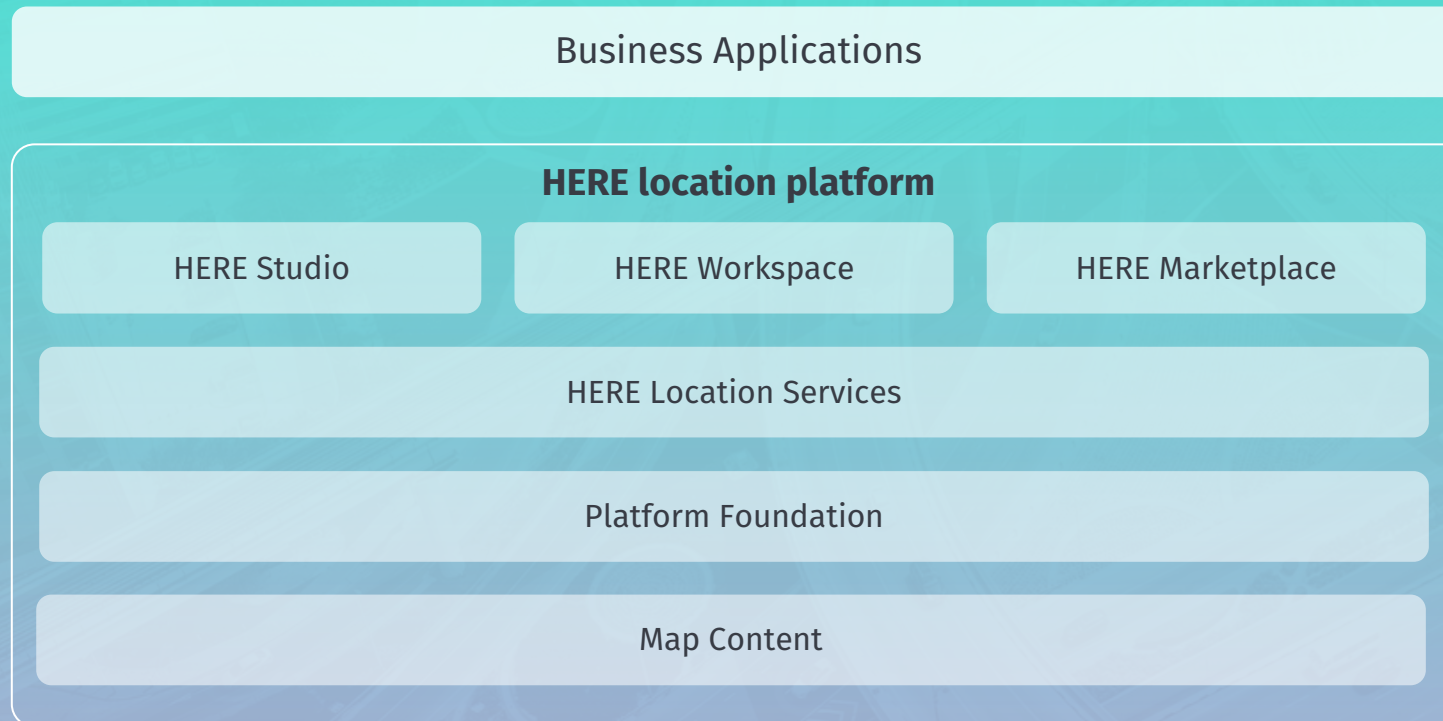 Business Applications
HERE location platform
HERE Studio
HERE Workspace
HERE Marketplace
HERE Location Services
Platform Foundation
Map Content